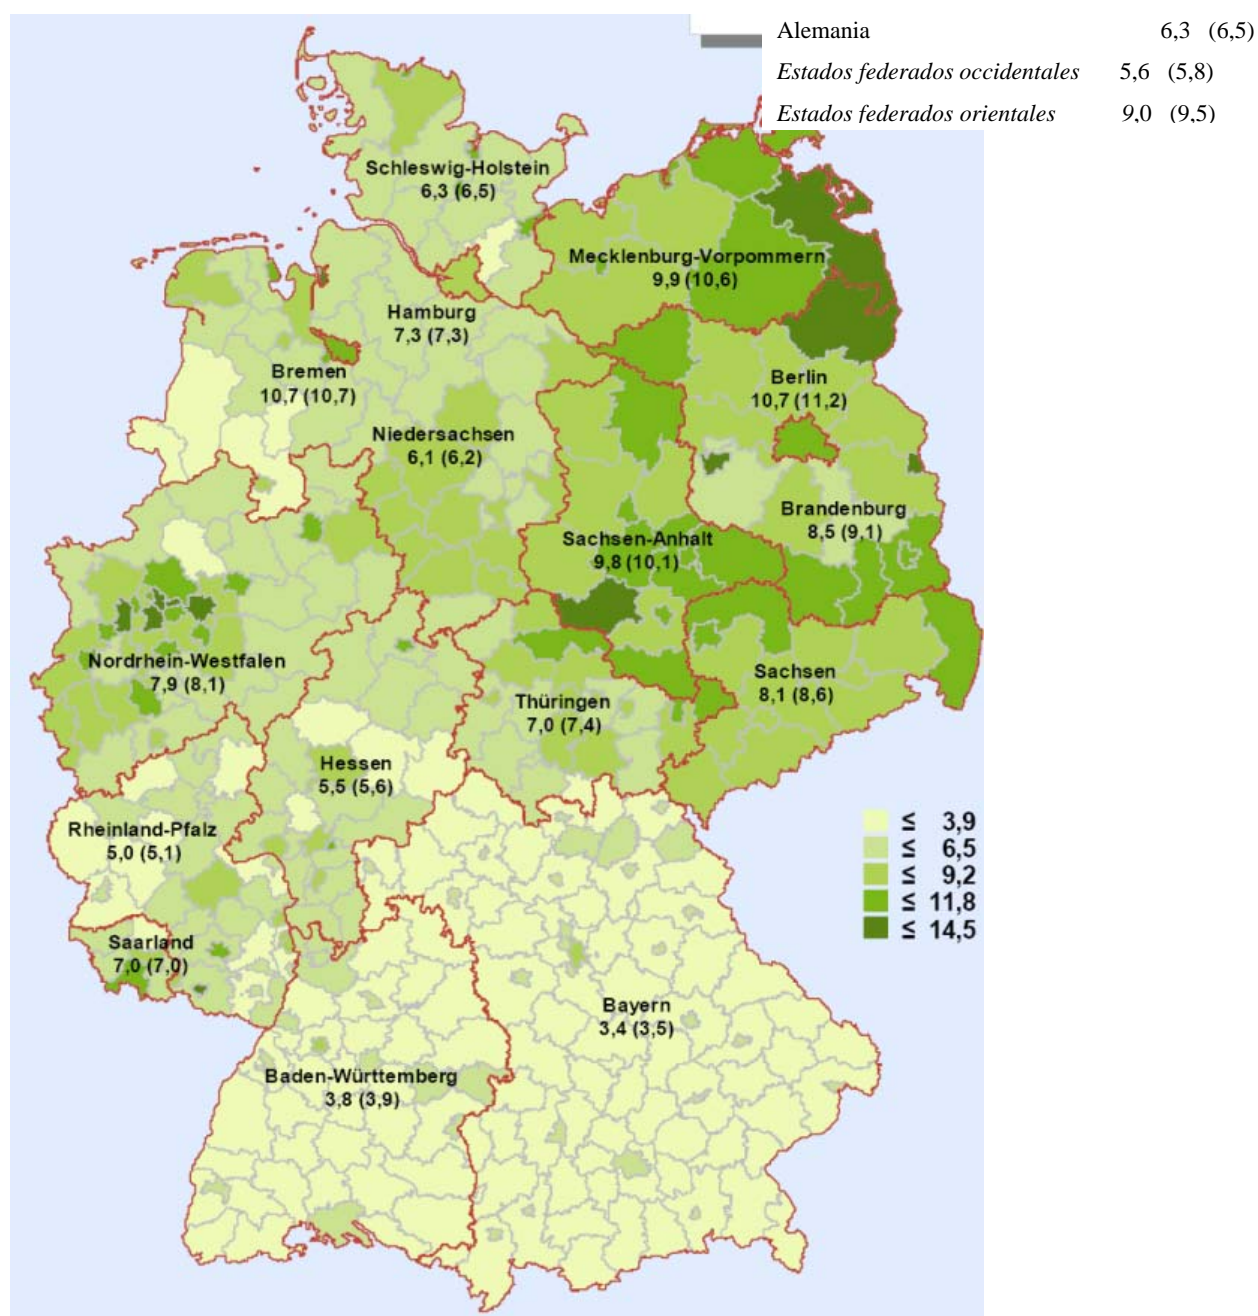 Alemania 6,3 (6,5)
Estados federados occidentales 5,6 (5,8)
Estados federados orientales 9,0 (9,5)
Schleswig-Holstein
6,3 (6,5)
Mecklenburg-Vorpommern
9,9 (10,6)
Hamburg
7,3 (7,3)
Bremen
10,7 (10,7)
Berlin
10,7 (11,2)
Niedersachsen
6,1 (6,2)
Brandenburg
8,5 (9,1)
Sachsen-Anhalt
9,8 (10,1)
Nordrhein-Westfalen
7,9 (8,1)
Sachsen
8,1 (8,6)
Thüringen
7,0 (7,4)
Hessen
5,5 (5,6)
Rheinland-Pfalz
5,0 (5,1)
≤ 3,9
≤ 6,5
≤ 9,2
≤ 11,8
≤ 14,5
Saarland
7,0 (7,0)
Bayern
3,4 (3,5)
Baden-Württemberg
3,8 (3,9)